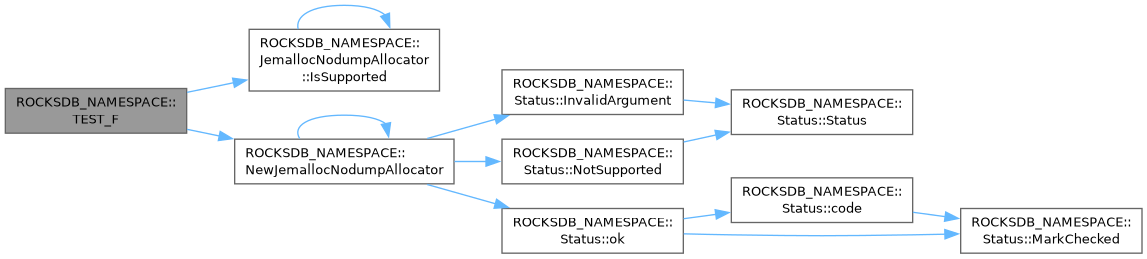 ROCKSDB_NAMESPACE::
TEST_F
ROCKSDB_NAMESPACE::
JemallocNodumpAllocator
::IsSupported
ROCKSDB_NAMESPACE::
NewJemallocNodumpAllocator
ROCKSDB_NAMESPACE::
Status::InvalidArgument
ROCKSDB_NAMESPACE::
Status::NotSupported
ROCKSDB_NAMESPACE::
Status::ok
ROCKSDB_NAMESPACE::
Status::Status
ROCKSDB_NAMESPACE::
Status::code
ROCKSDB_NAMESPACE::
Status::MarkChecked